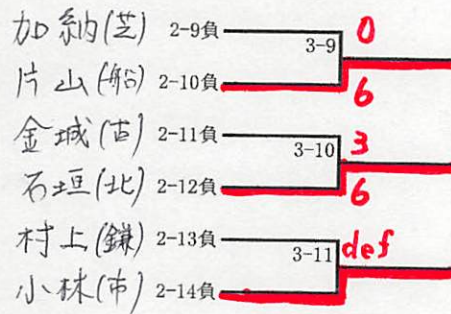 加納(芝) 2-9負 0
3-9
片山(船) 2-10負 6
金城(古) 2-11負 3
3-10
石垣(北) 2-12負 6
村上(鎌) 2-13負 def
3-11
小林(市) 2-14負